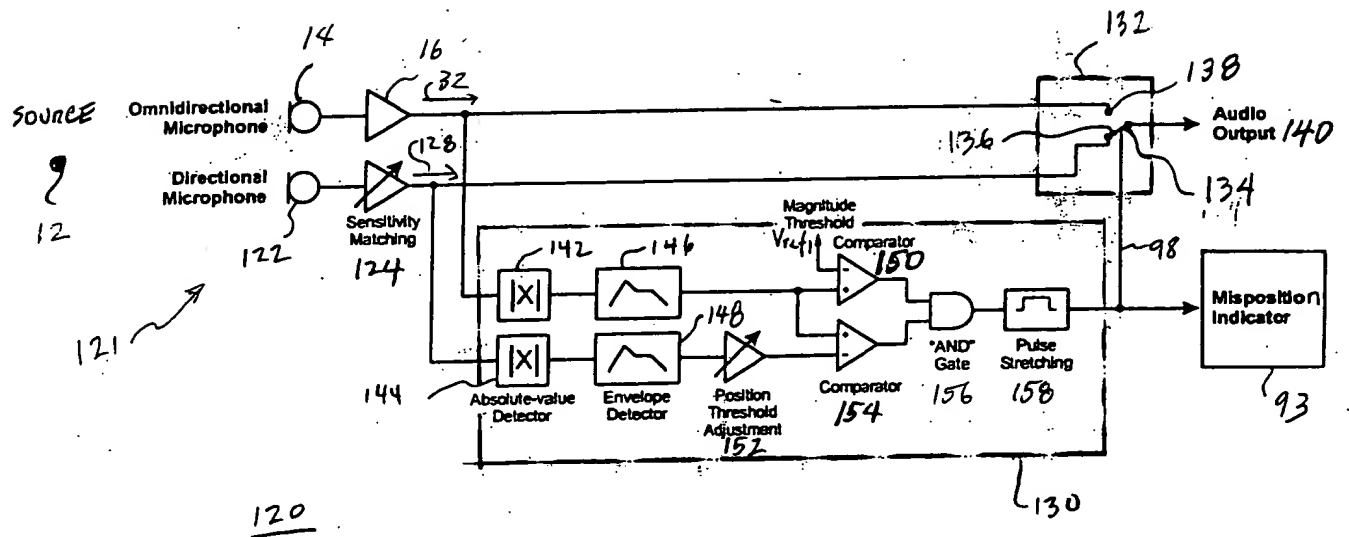 14
16
32
132
138
SOURCE
Omnidirectional
Microphone
Audio
Output 140
136
128
134
Directional
Microphone
12
122
Sensitivity
Matching
124
Magnitude
Threshold
Vref1
Comparator
150
98
142
146
148
121
Misposition
Indicator
144
Absolute-value
Detector
Envelope
Detector
Position
Threshold
Adjustment
152
Comparator
154
"AND"
Gate
156
Pulse
Stretching
158
93
130
120
|X|
|X|
- +
+ -